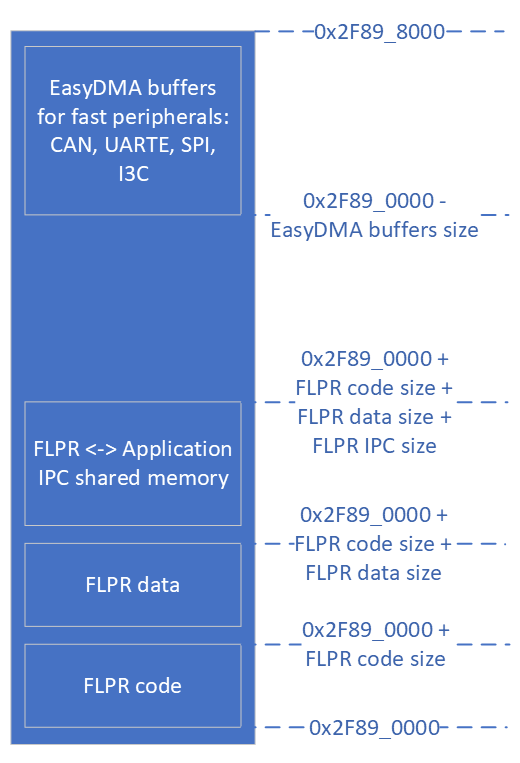 0x2F89_8000
EasyDMA buffers
for fast peripherals:
CAN, UARTE, SPI,
I3C
0x2F89_0000 -
EasyDMA buffers size
0x2F89_0000 +
FLPR code size +
FLPR data size +
FLPR IPC size
FLPR <-> Application
IPC shared memory
0x2F89_0000 +
FLPR code size +
FLPR data size
FLPR data
0x2F89_0000 +
FLPR code size
FLPR code
0x2F89_0000